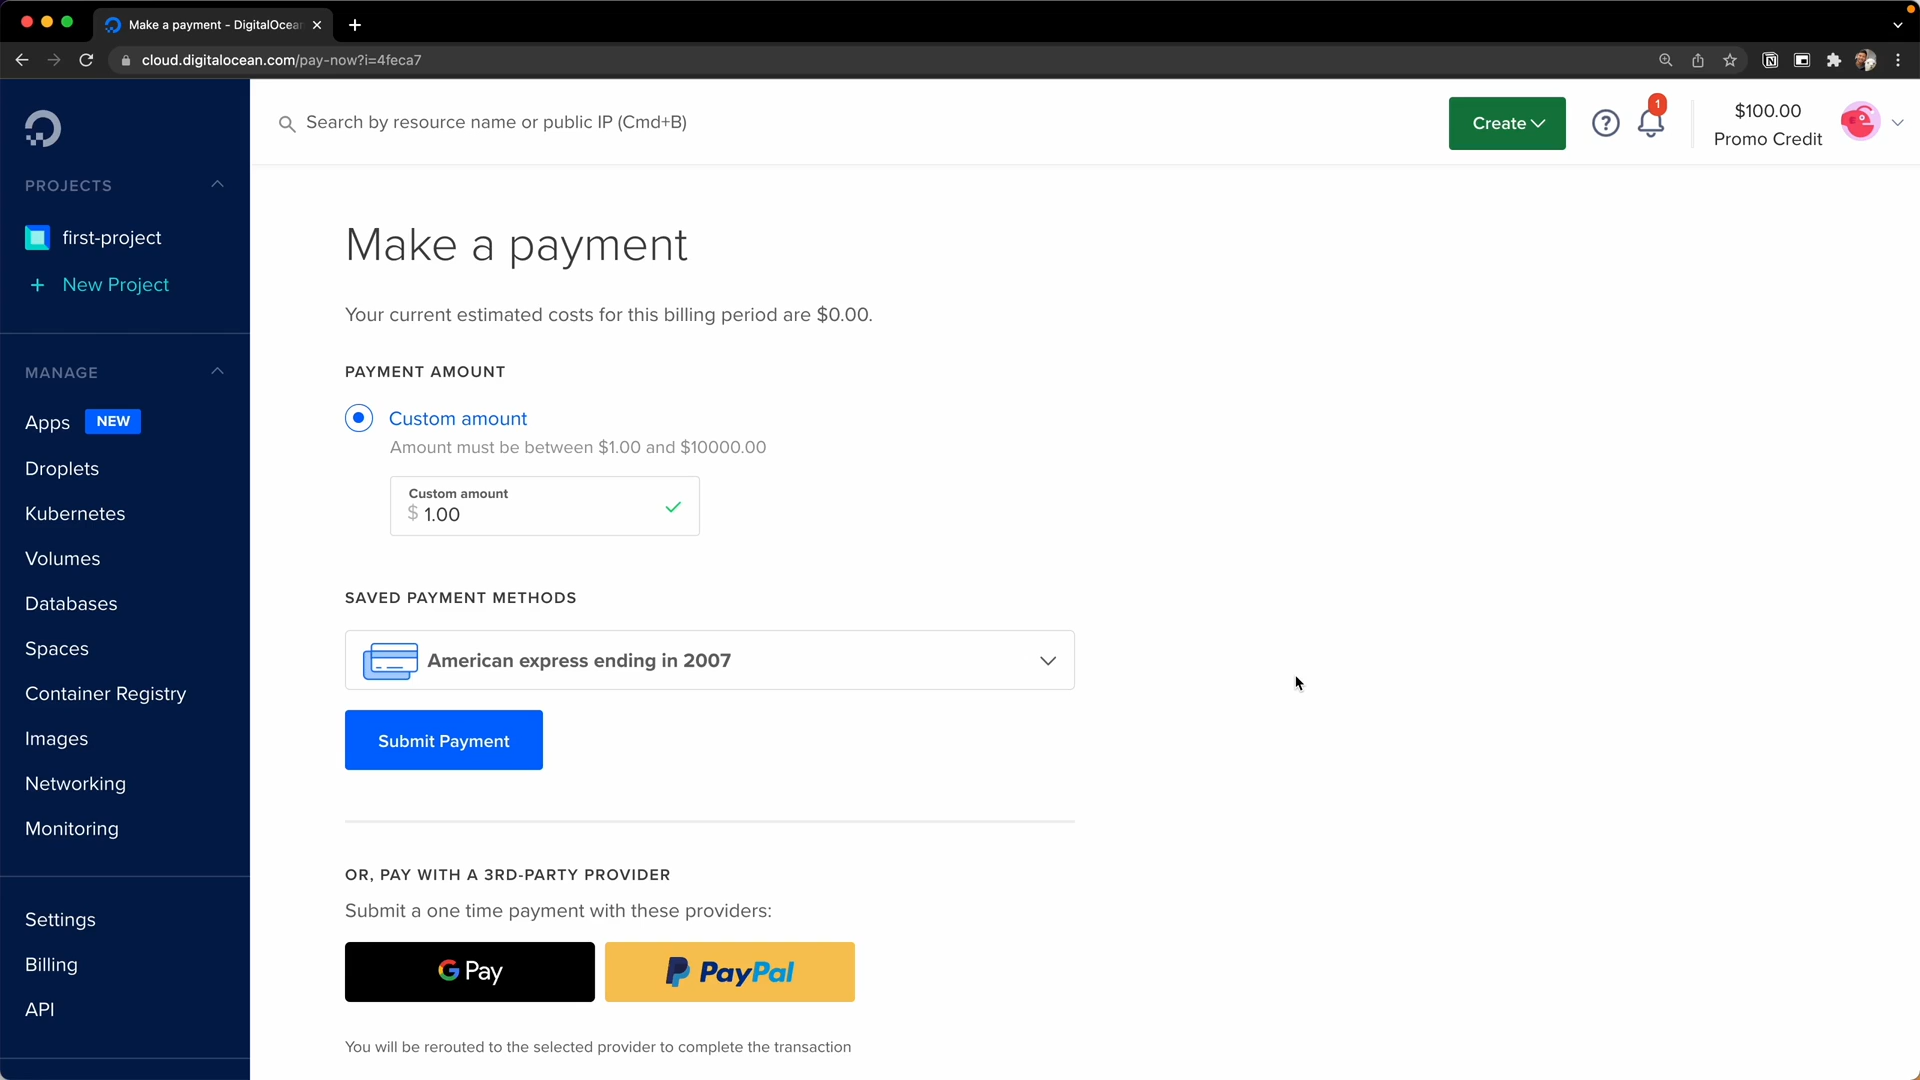 Make a payment - DigitalOcea
cloud.digitalocean.com/pay-now?i=4feca7
Search by resource name or public IP (Cmd+B)
Create
1
$100.00
Promo Credit
PROJECTS
first-project
+ New Project
MANAGE
Apps NEW
Droplets
Kubernetes
Volumes
Databases
Spaces
Container Registry
Images
Networking
Monitoring
Settings
Billing
API
Make a payment
Your current estimated costs for this billing period are $0.00.
PAYMENT AMOUNT
Custom amount
Amount must be between $1.00 and $10000.00
Custom amount
$ 1.00
SAVED PAYMENT METHODS
American express ending in 2007
Submit Payment
OR, PAY WITH A 3RD-PARTY PROVIDER
Submit a one time payment with these providers:
G Pay
PayPal
You will be rerouted to the selected provider to complete the transaction